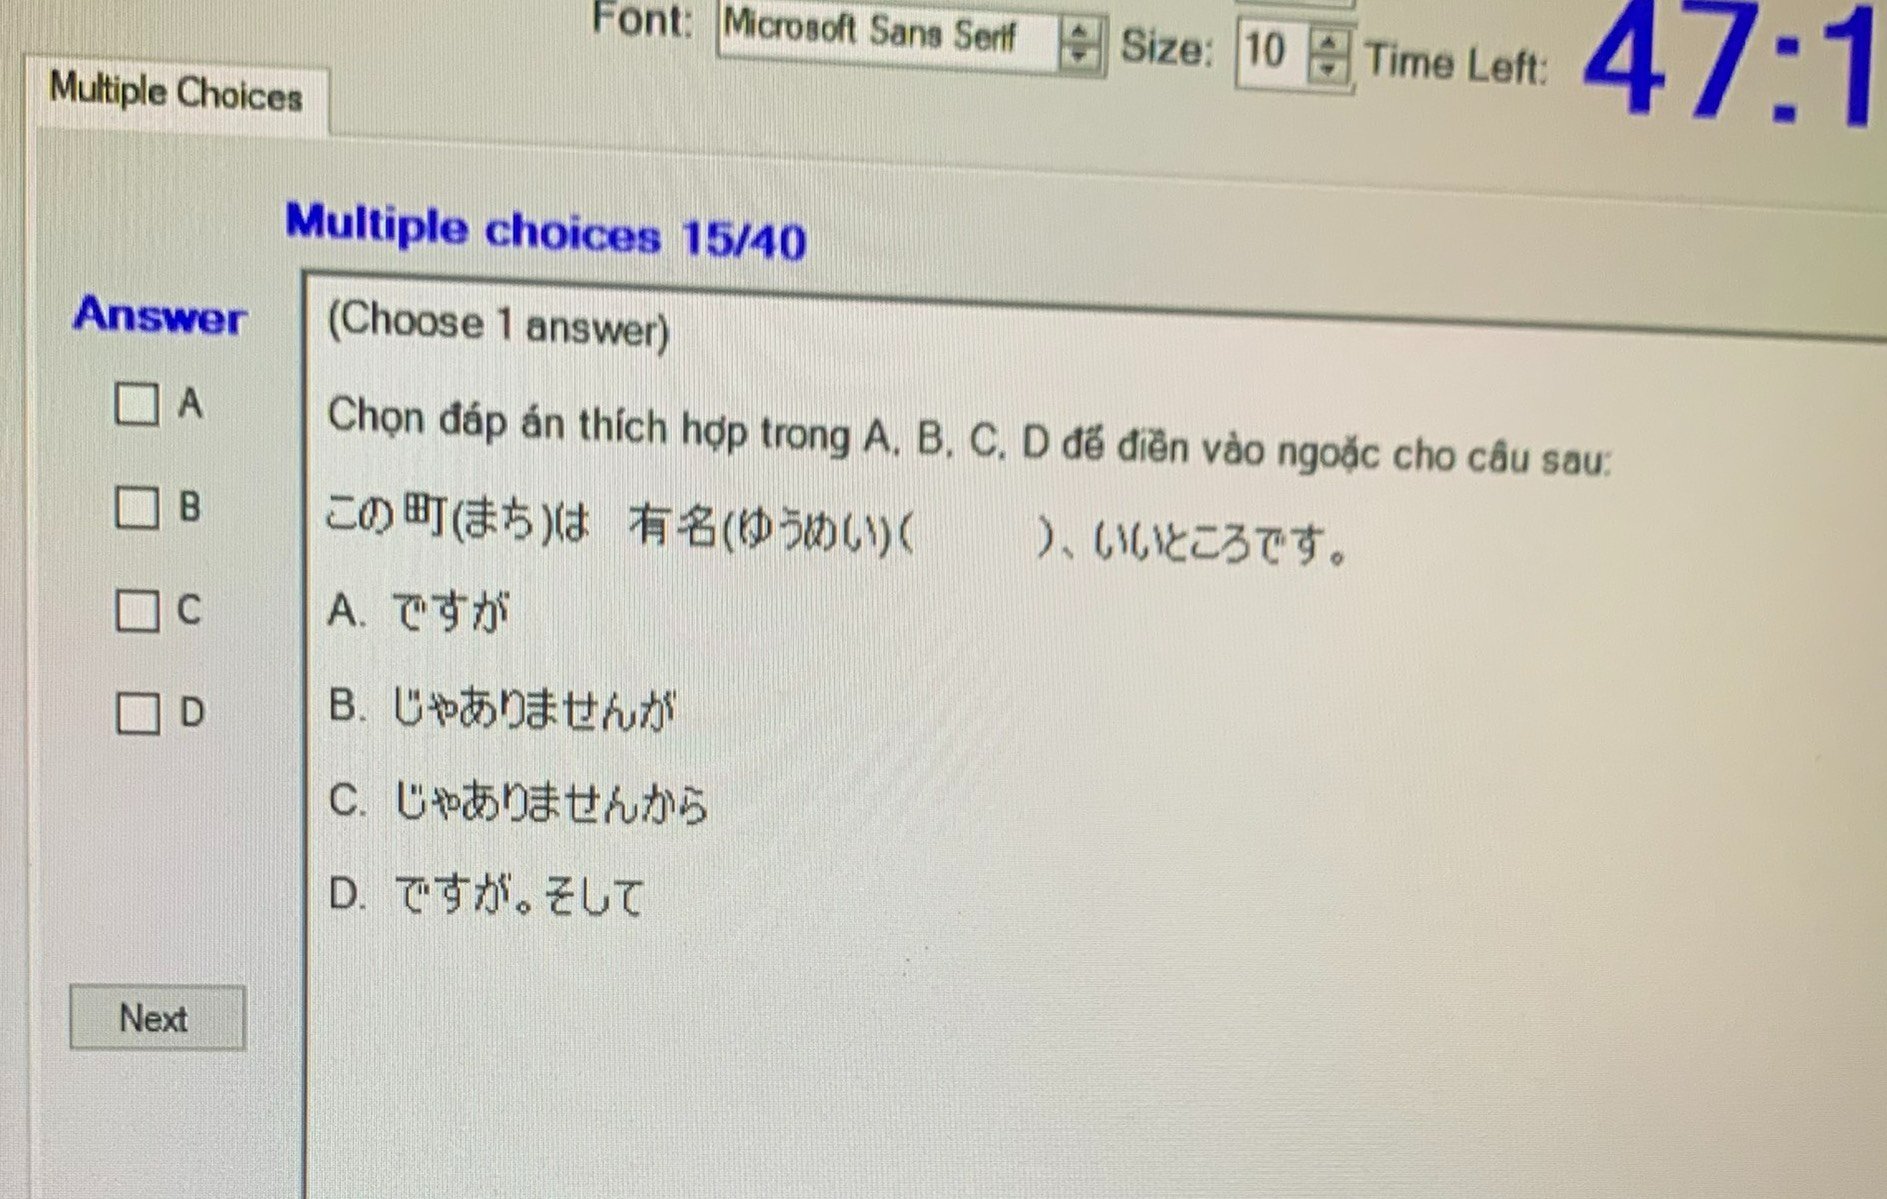 Font: Microsoft Sans Serif Size: 10 Time Left: 47:1
Multiple Choices
Multiple choices 15/40
Answer
(Choose 1 answer)
A
Chọn đáp án thích hợp trong A, B, C, D để điền vào ngoặc cho câu sau:
B
この町(まち)は 有名(ゆうめい)( )、いいところです。
C
A. ですが
D
B. じゃありませんが
C. じゃありませんから
D. ですが。そして
Next